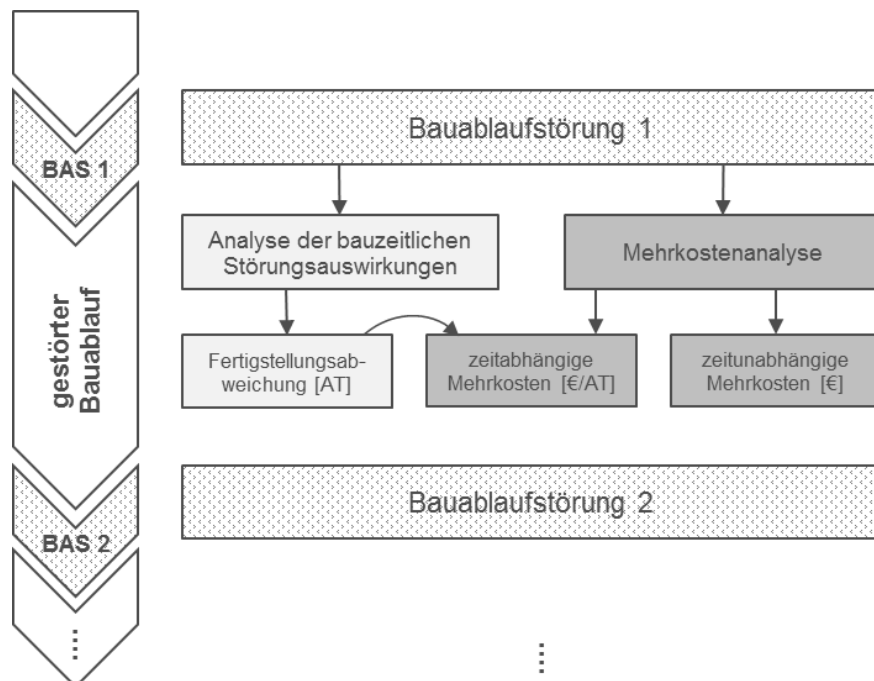 Bauablaufstörung 1
BAS 1
Analyse der bauzeitlichen
Störungsauswirkungen
Mehrkostenanalyse
gestörter
Bauablauf
Fertigstellungsab-
weichung [AT]
zeitabhängige
Mehrkosten [€/AT]
zeitunabhängige
Mehrkosten [€]
Bauablaufstörung 2
BAS 2